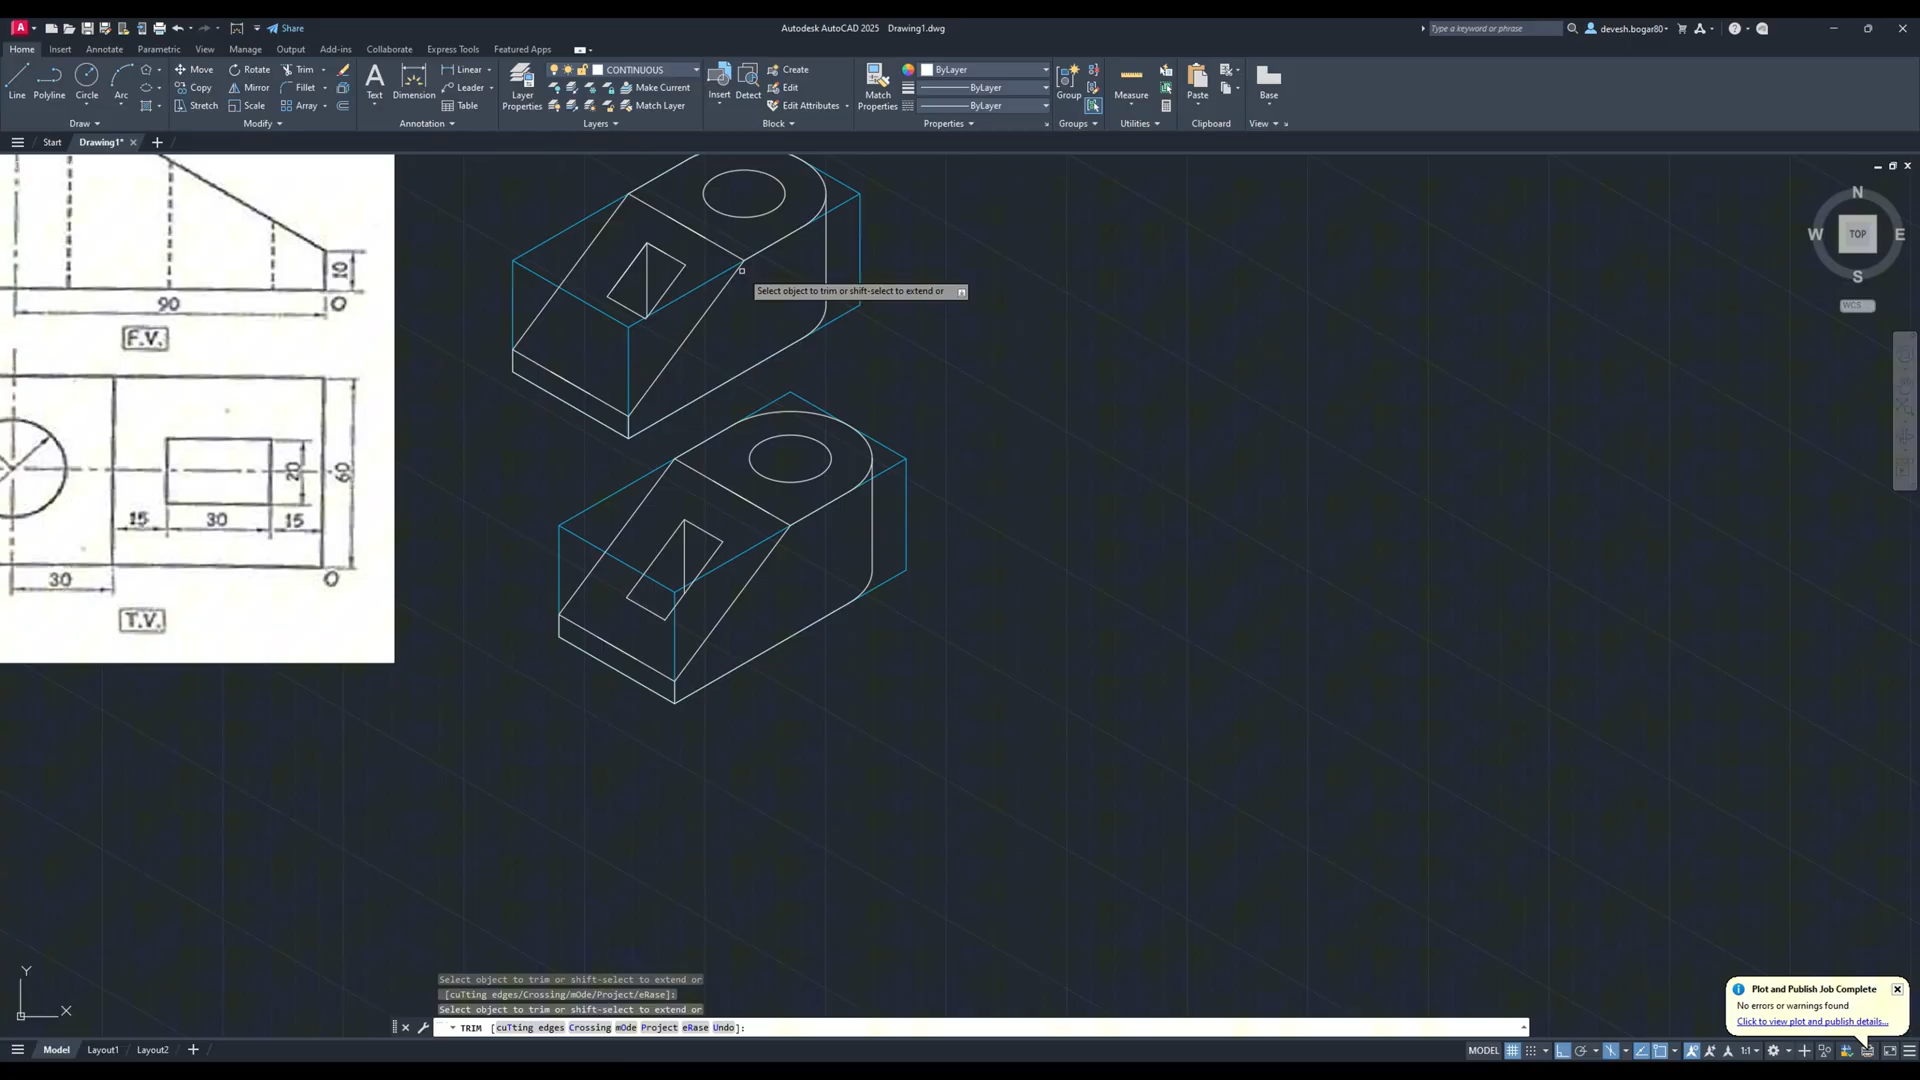 Share
Autodesk AutoCAD 2025 Drawing1.dwg
Type a keyword or phrase
devesh.bogar80
Home Insert Annotate Parametric View Manage Output Add-ins Collaborate Express Tools Featured Apps
Line Polyline Circle Arc
Move Rotate Trim
Copy Mirror Fillet
Stretch Scale Array
Text Dimension
Linear
Leader
Table
Layer Properties
CONTINUOUS
Make Current
Match Layer
Insert Detect
Create
Edit
Edit Attributes
Match Properties
ByLayer
ByLayer
ByLayer
Group Measure Paste Base
Draw Modify Annotation Layers Block Properties Groups Utilities Clipboard View
Start Drawing1*
N
W TOP E
S
WCS
10
90 O
F.V.
20 60
15 30 15
30 O
T.V.
Select object to trim or shift-select to extend or
Select object to trim or shift-select to extend or
[cuTting edges/Crossing/mOde/Project/eRase]:
Select object to trim or shift-select to extend or
TRIM [cuTting edges Crossing mOde Project eRase Undo]:
Y
X
Plot and Publish Job Complete
No errors or warnings found
Click to view plot and publish details...
Model Layout1 Layout2
MODEL 1:1